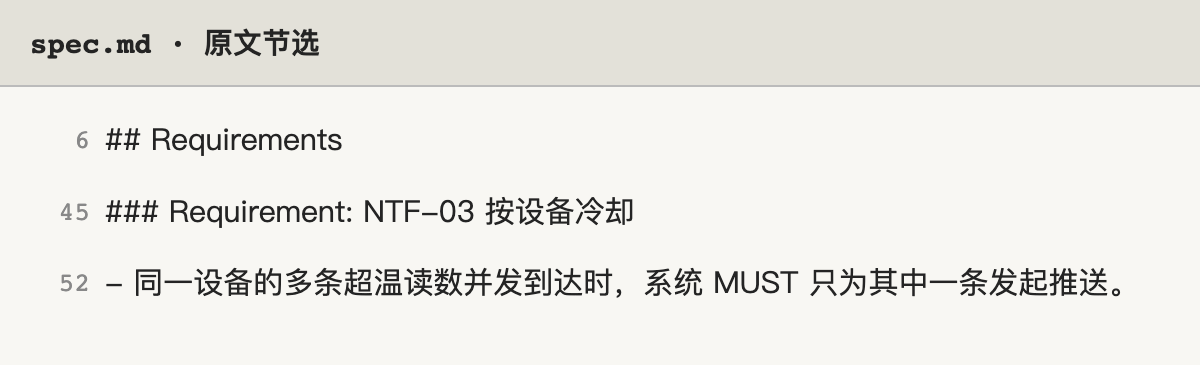 spec.md · 原文节选
6 ## Requirements
45 ### Requirement: NTF-03 按设备冷却
52 - 同一设备的多条超温读数并发到达时，系统 MUST 只为其中一条发起推送。